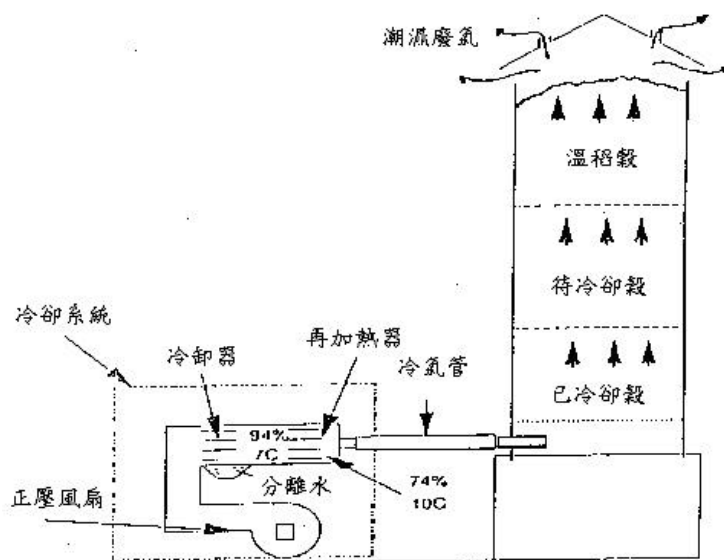 潮濕廢氣
溫稻穀
待冷卻穀
已冷卻穀
冷卻系統
冷卸器
再加熱器
冷氣管
94%
7C
分離水
74%
10C
正壓風扇